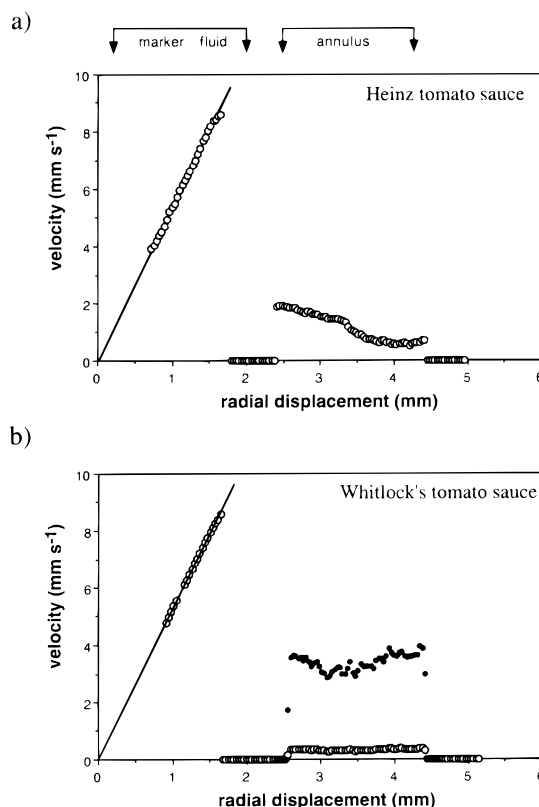 a)
marker fluid
annulus
Heinz tomato sauce
velocity (mm s-1)
10
8
6
4
2
0
0 1 2 3 4 5 6
radial displacement (mm)
b)
Whitlock's tomato sauce
velocity (mm s-1)
10
8
6
4
2
0
0 1 2 3 4 5 6
radial displacement (mm)